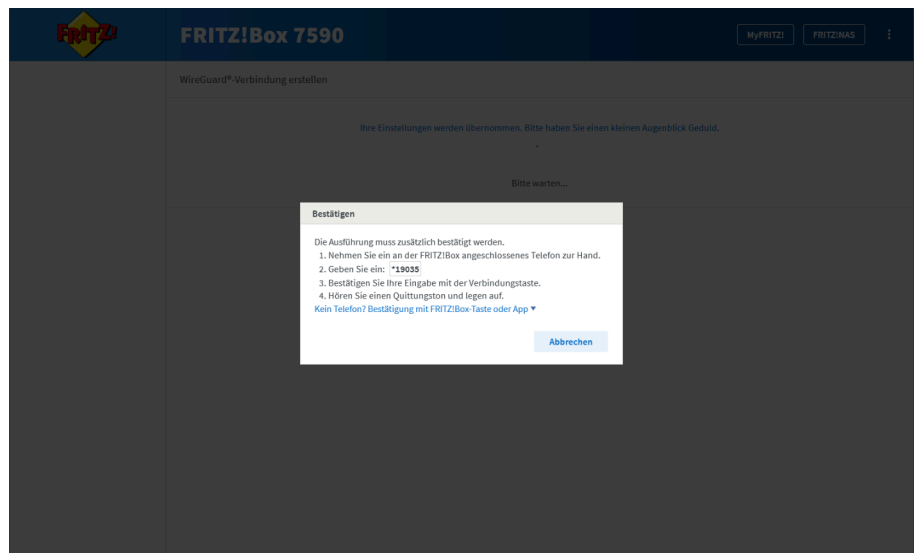 FRITZ!
FRITZ!Box 7590
MyFRITZ!
FRITZ!NAS
WireGuard®-Verbindung erstellen
Ihre Einstellungen werden übernommen. Bitte haben Sie einen kleinen Augenblick Geduld.
Bitte warten...
Bestätigen
Die Ausführung muss zusätzlich bestätigt werden.
1. Nehmen Sie ein an der FRITZ!Box angeschlossenes Telefon zur Hand.
2. Geben Sie ein: *19035
3. Bestätigen Sie Ihre Eingabe mit der Verbindungstaste.
4. Hören Sie einen Quittungston und legen auf.
Kein Telefon? Bestätigung mit FRITZ!Box-Taste oder App ▼
Abbrechen